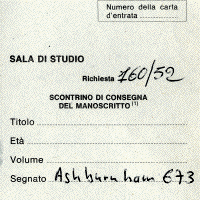 Numero della carta
d'entrata
SALA DI STUDIO
Richiesta 160/52
SCONTRINO DI CONSEGNA
DEL MANOSCRITTO (1)
Titolo
Età
Volume
Segnato Ashburnham 673